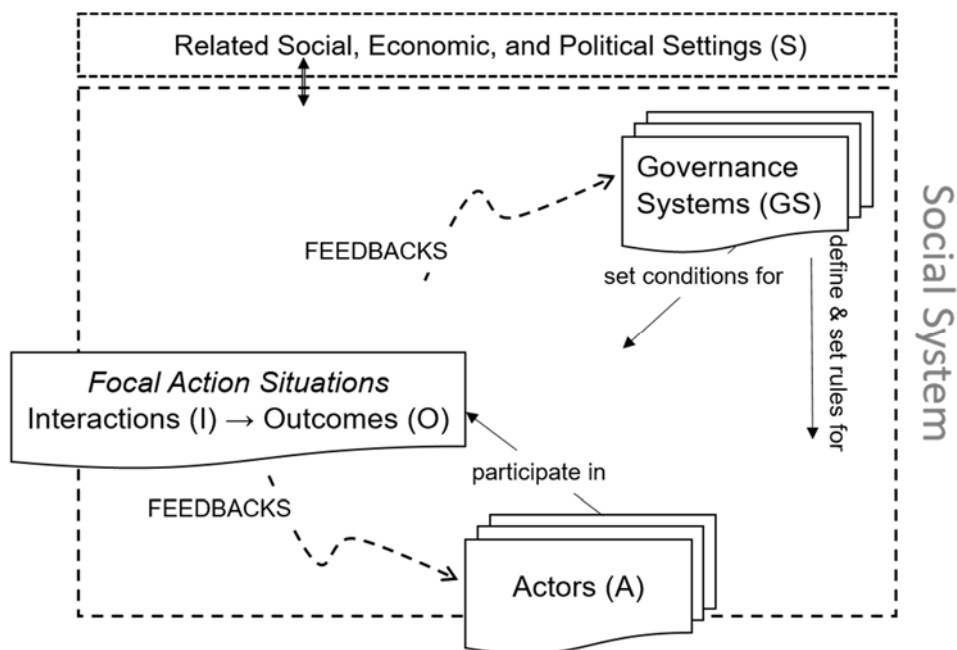 Related Social, Economic, and Political Settings (S)
Governance
Systems (GS)
FEEDBACKS
set conditions for
define & set rules for
Social System
Focal Action Situations
Interactions (I) → Outcomes (O)
participate in
FEEDBACKS
Actors (A)